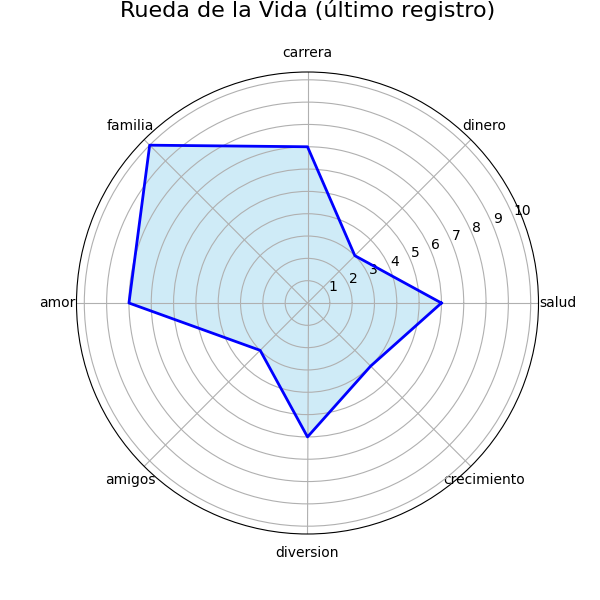 Rueda de la Vida (último registro)
carrera
familia
dinero
10
9
8
7
6
5
4
3
2
1
amor
salud
amigos
crecimiento
diversion